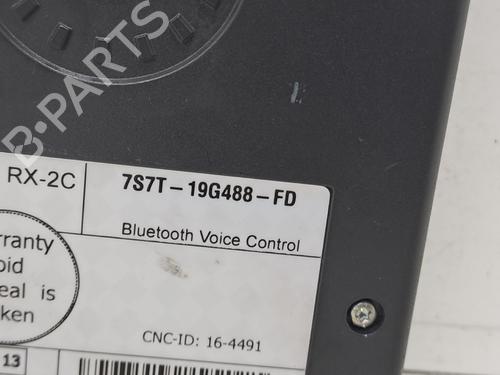 B-PARTS
RX-2C
7S7T-19G488-FD
Bluetooth Voice Control
rranty
oid
eal is
ken
CNC-ID: 16-4491
13